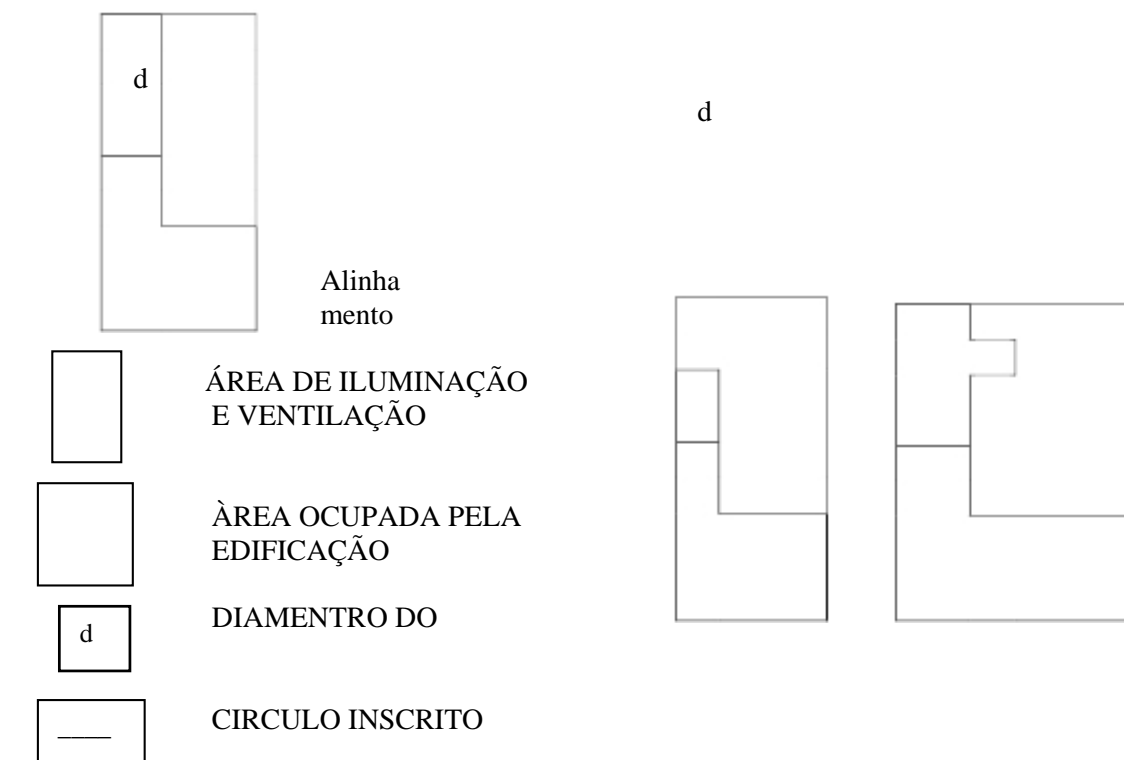 d
d
Alinha
mento
ÁREA DE ILUMINAÇÃO
E VENTILAÇÃO
ÀREA OCUPADA PELA
EDIFICAÇÃO
DIAMENTRO DO
d
CIRCULO INSCRITO
____